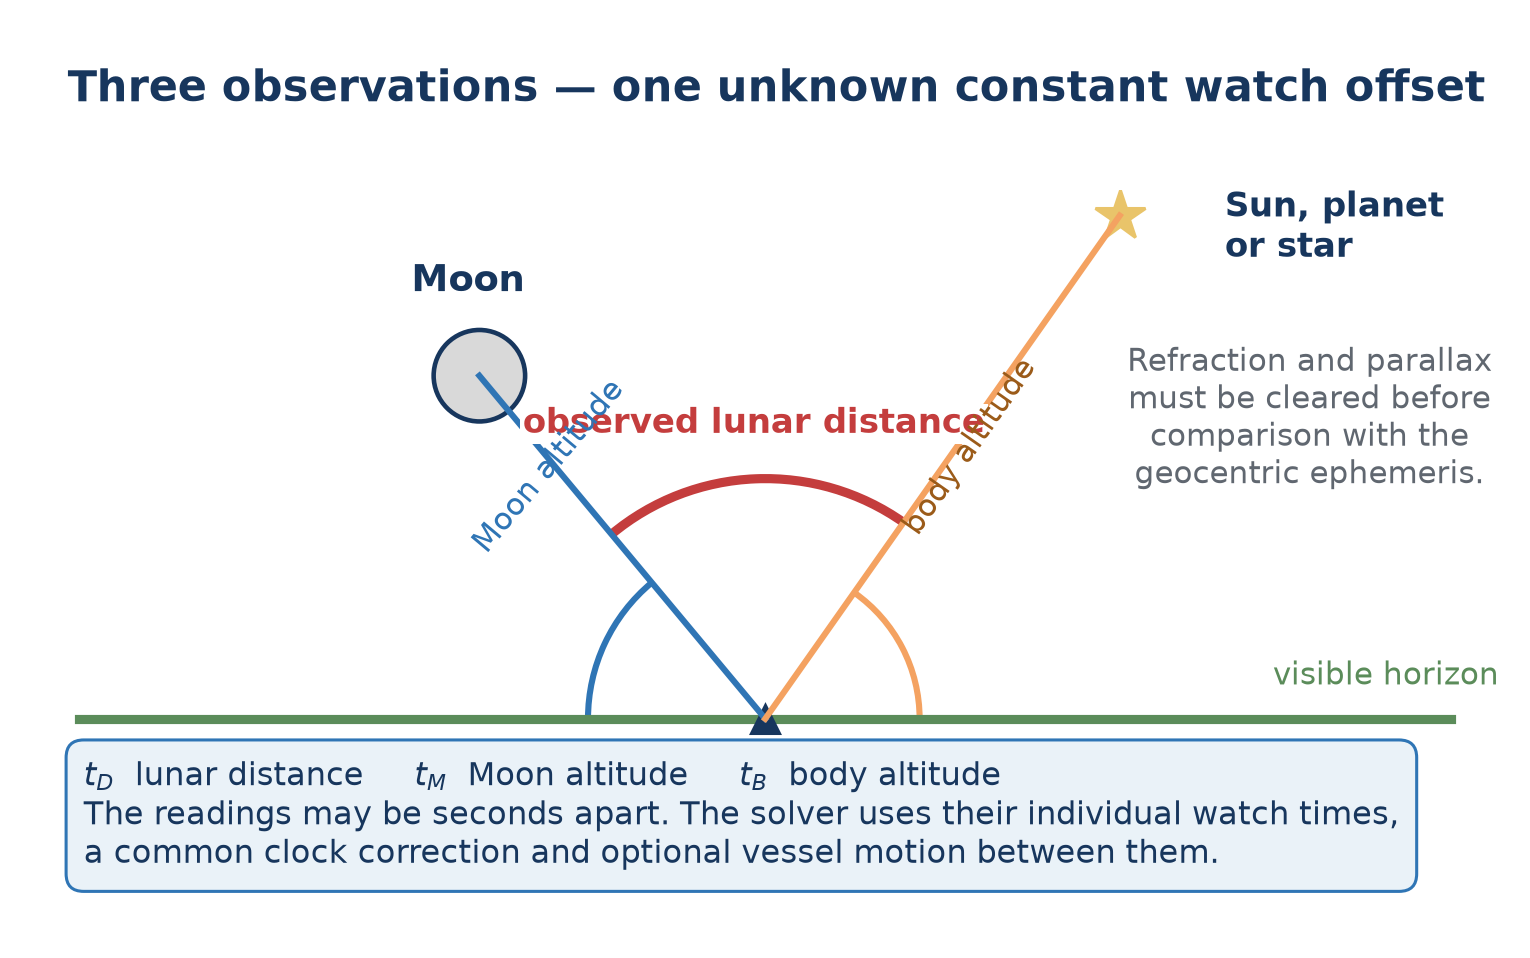 Three observations — one unknown constant watch offset
Sun, planet
or star
Moon
Refraction and parallax
must be cleared before
comparison with the
geocentric ephemeris.
observed lunar distance
Moon altitude
body altitude
visible horizon
t_D lunar distance t_M Moon altitude t_B body altitude
The readings may be seconds apart. The solver uses their individual watch times,
a common clock correction and optional vessel motion between them.